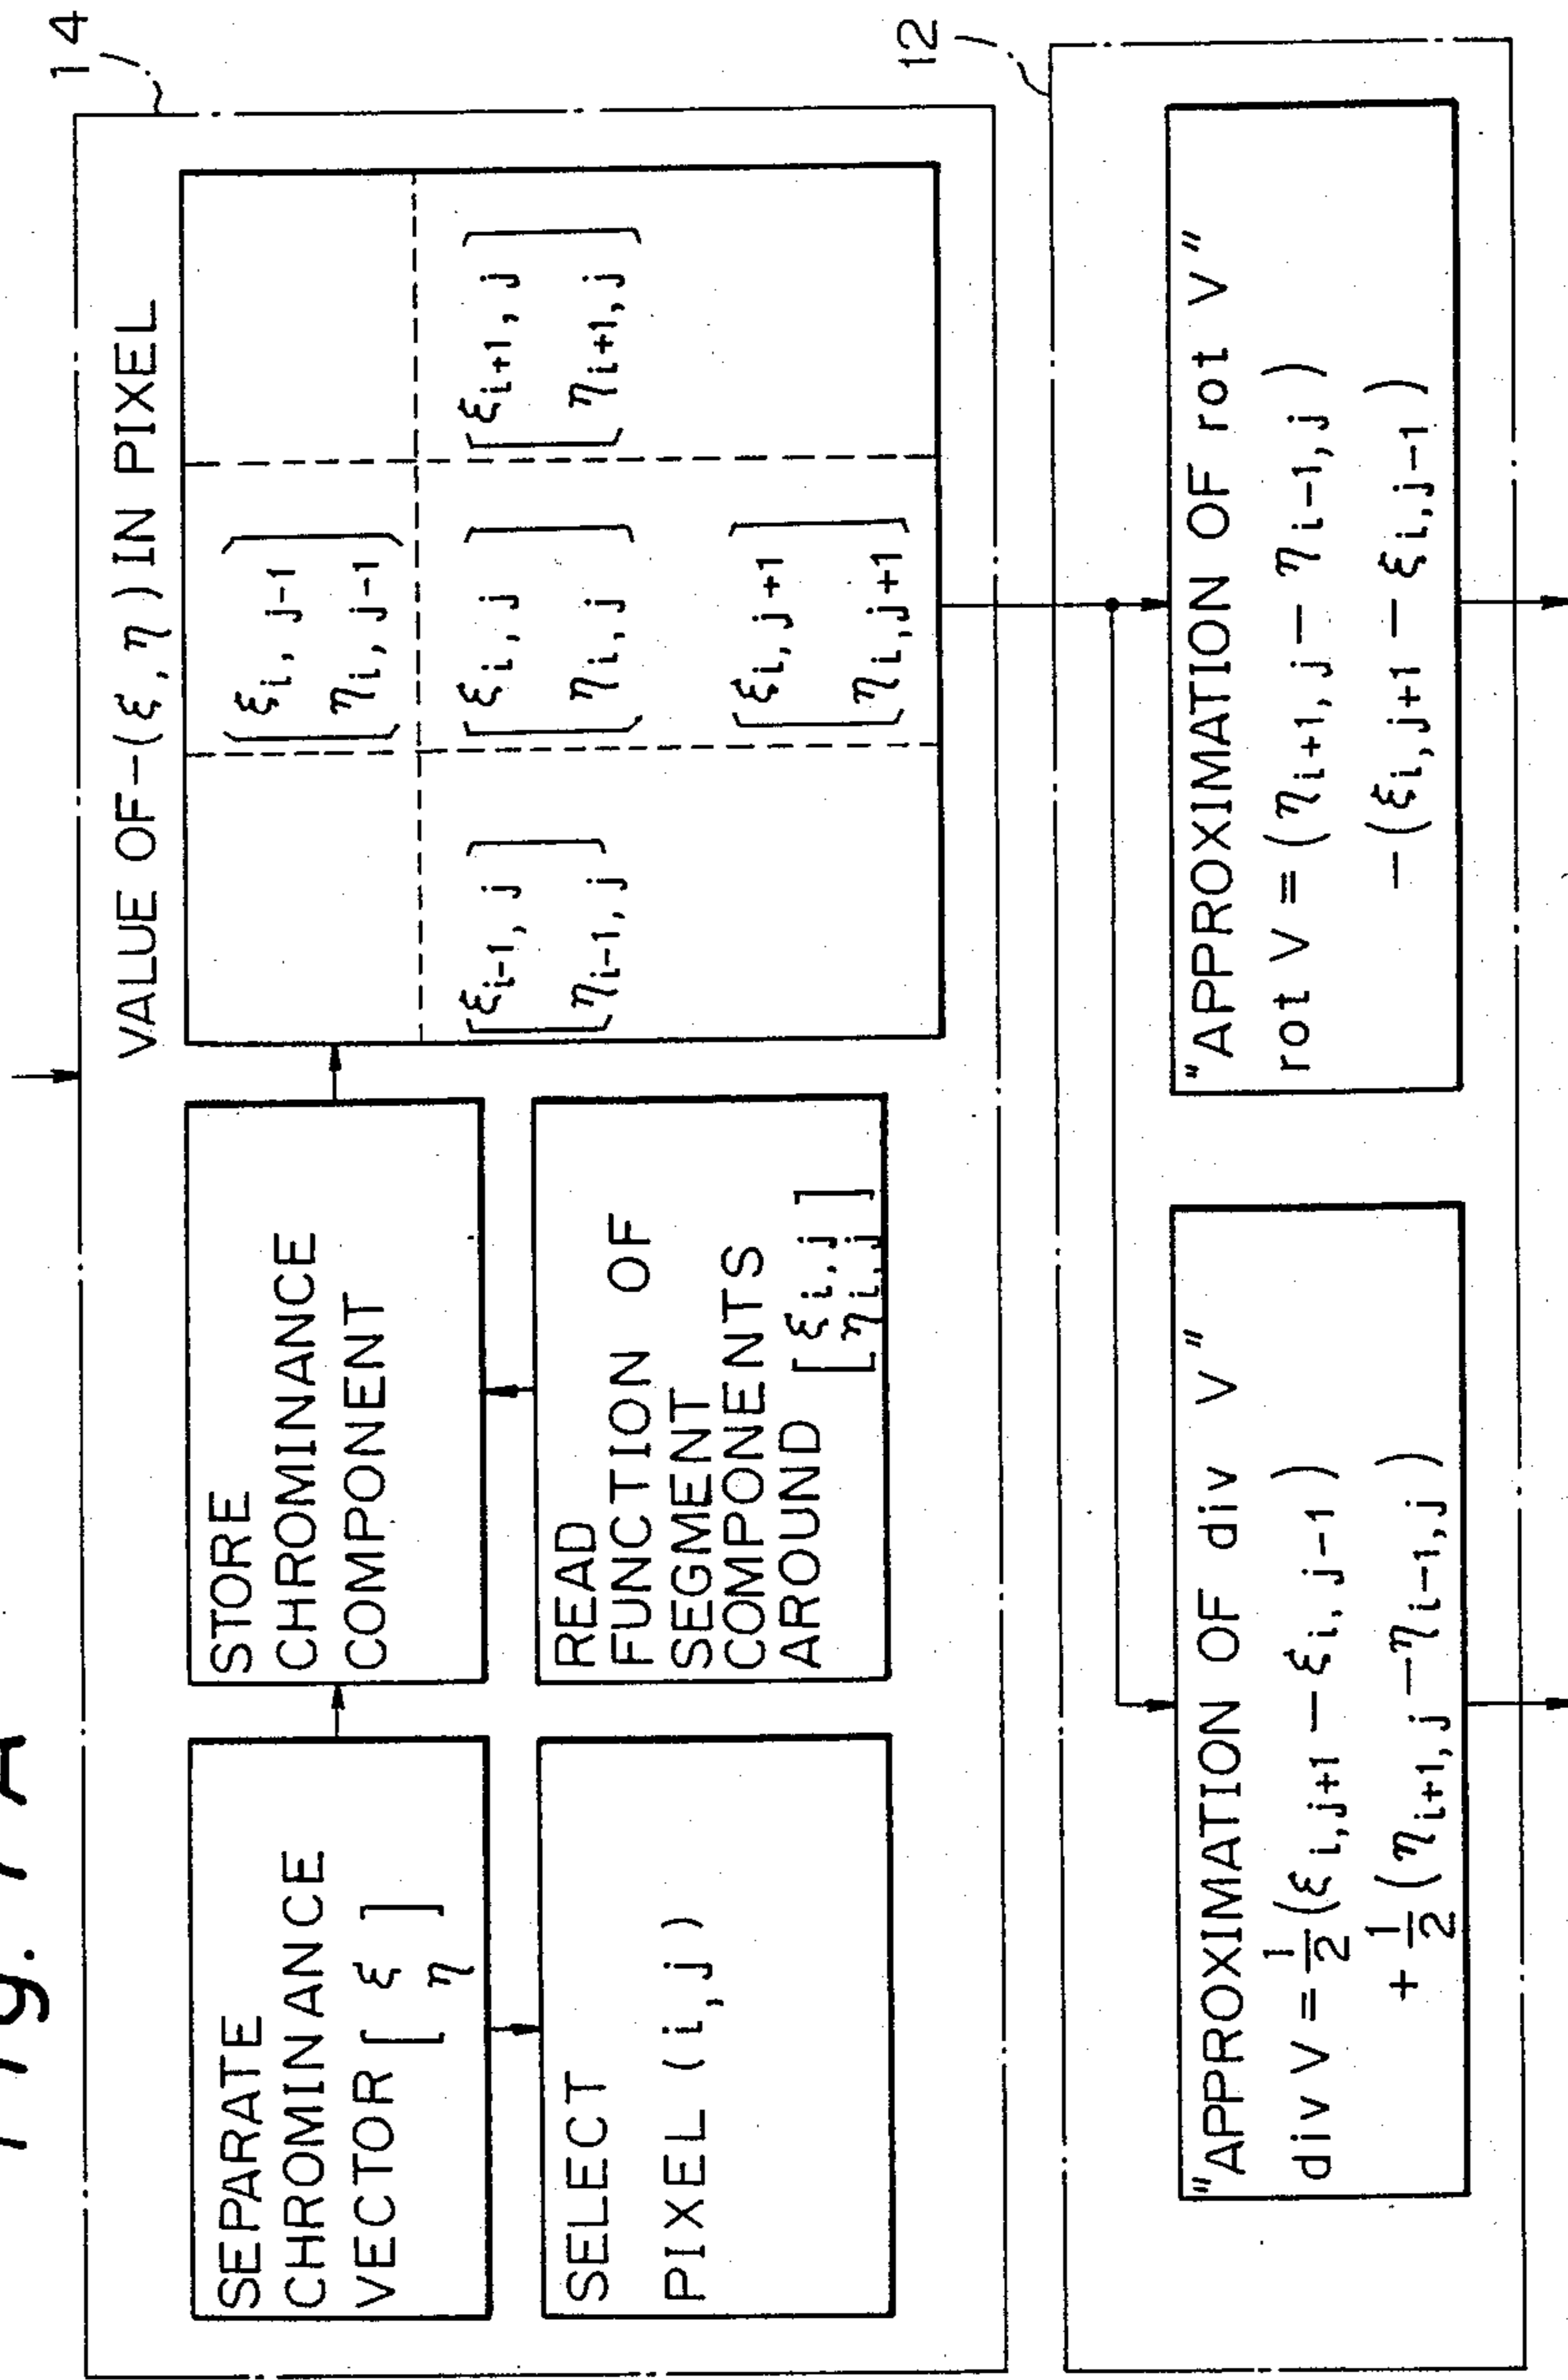 Fig. 7A
14
SEPARATE
CHROMINANCE
VECTOR [ ξ
η ]
SELECT
PIXEL (i, j)
STORE
CHROMINANCE
COMPONENT
READ
FUNCTION OF
SEGMENT
COMPONENTS
AROUND [ ξi, j
ηi, j ]
VALUE OF-(ξ, η) IN PIXEL
[ ξi, j-1
ηi, j-1 ]
[ ξi-1, j
ηi-1, j ]
[ ξi, j
ηi, j ]
[ ξi+1, j
ηi+1, j ]
[ ξi, j+1
ηi, j+1 ]
12
"APPROXIMATION OF div V"
div V = 1/2 (ξi, j+1 - ξi, j-1)
+ 1/2 (ηi+1, j - ηi-1, j)
"APPROXIMATION OF rot V"
rot V = (ηi+1, j - ηi-1, j)
-(ξi, j+1 - ξi, j-1)